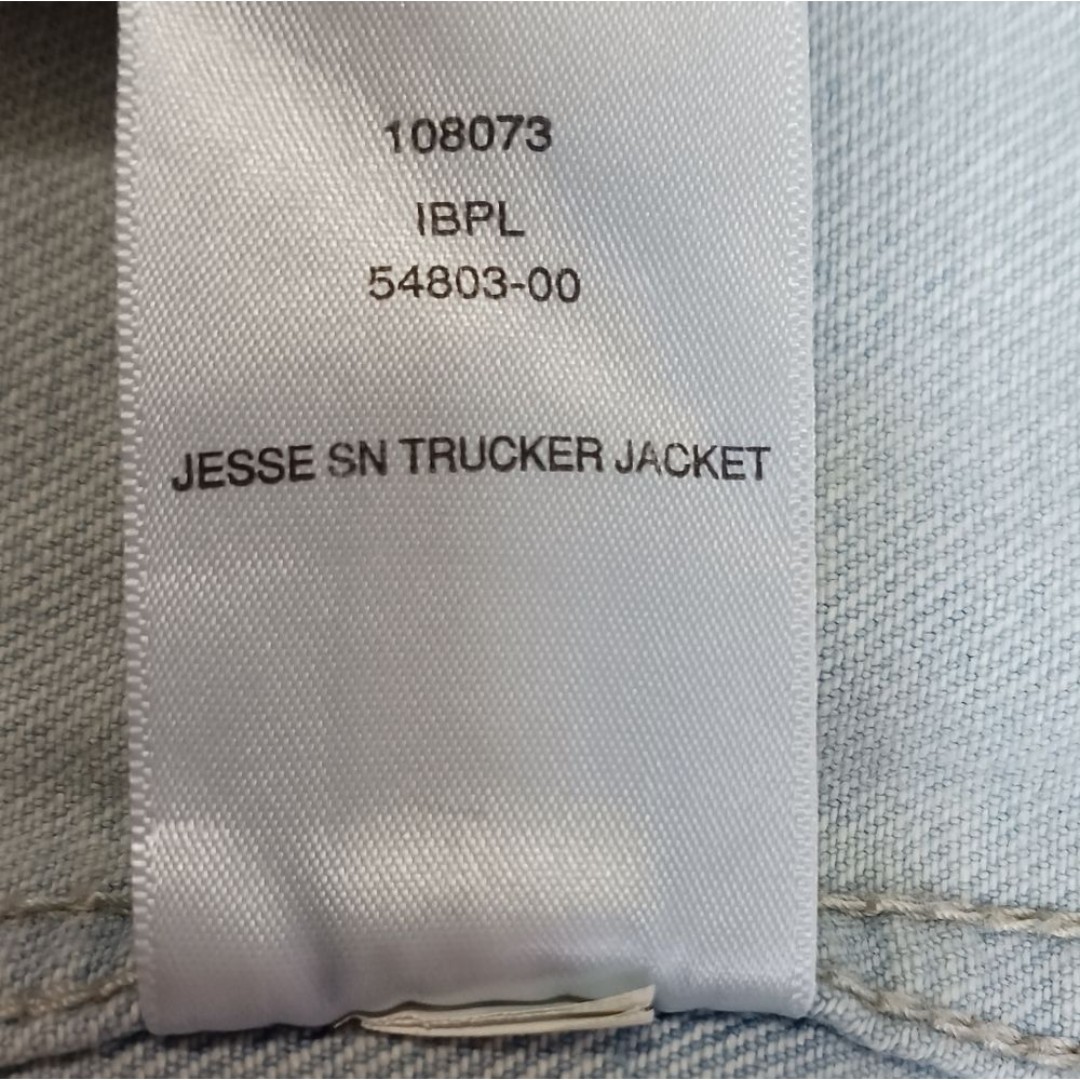 108073
IBPL
54803-00
JESSE SN TRUCKER JACKET